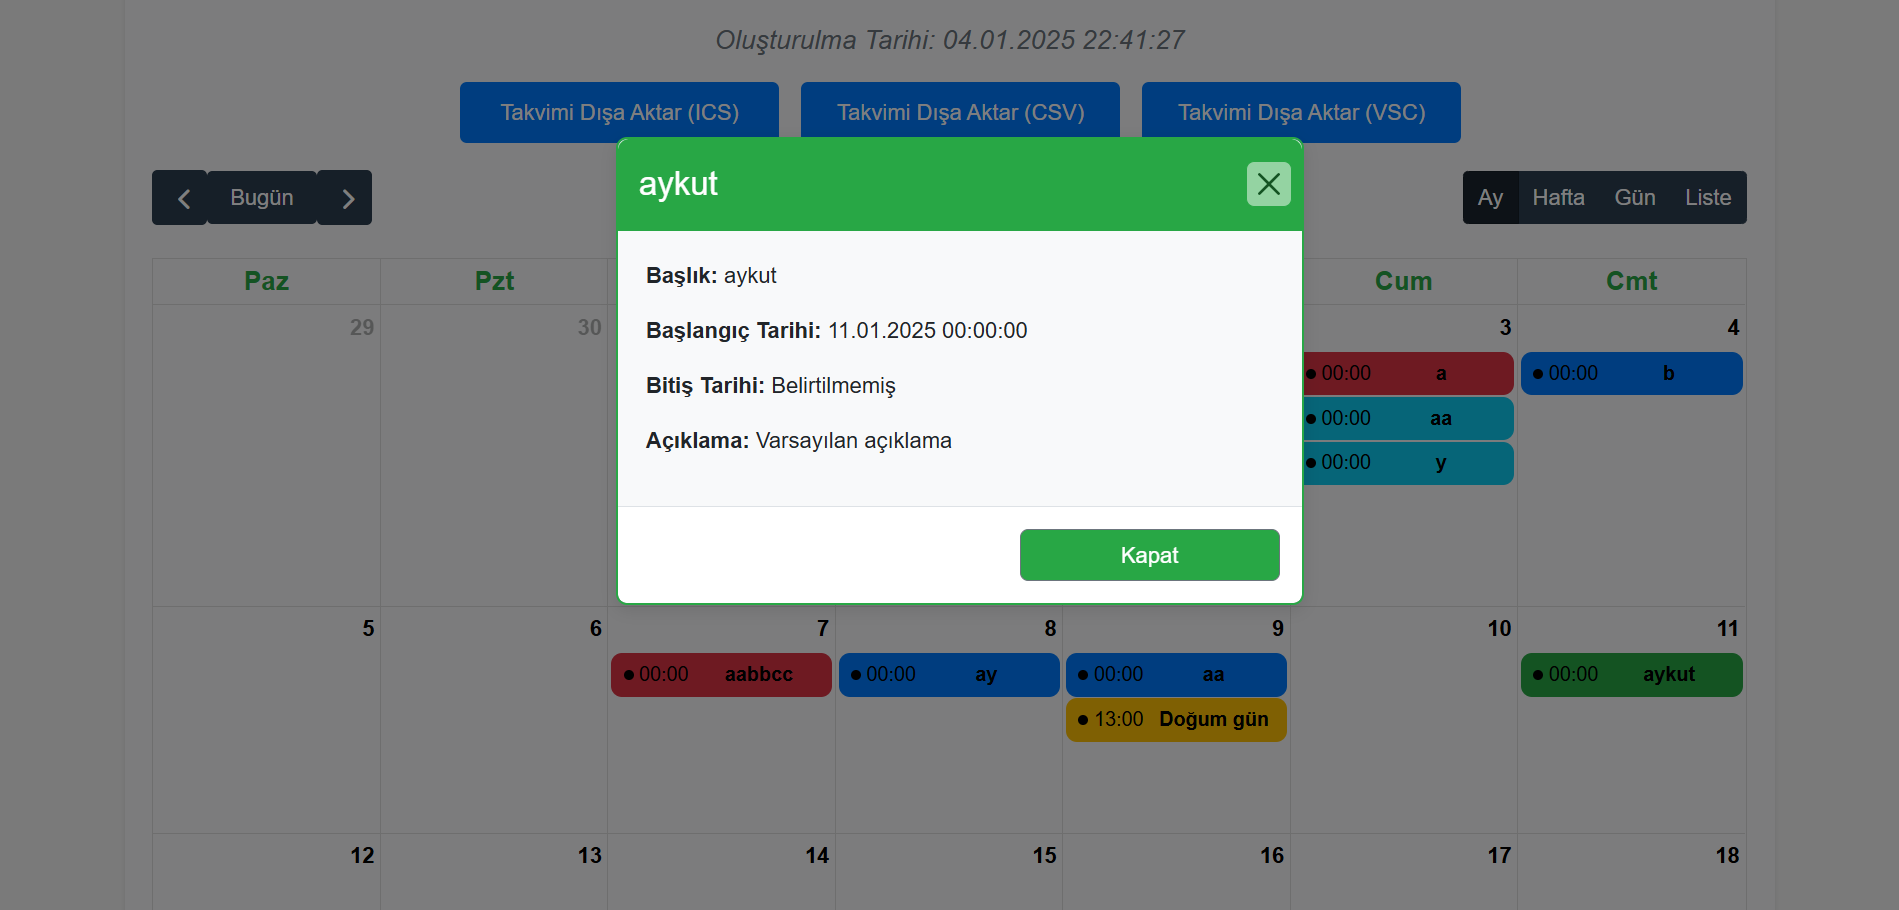 Oluşturulma Tarihi: 04.01.2025 22:41:27
Takvimi Dışa Aktar (ICS) Takvimi Dışa Aktar (CSV) Takvimi Dışa Aktar (VSC)
aykut
Bugün Ay Hafta Gün Liste
Başlık: aykut
Başlangıç Tarihi: 11.01.2025 00:00:00
Bitiş Tarihi: Belirtilmemiş
Açıklama: Varsayılan açıklama
Kapat
Paz Pzt Cum Cmt
29 30 3 4
00:00 a 00:00 b
00:00 aa
00:00 y
5 6 7 8 9 10 11
00:00 aabbcc 00:00 ay 00:00 aa 00:00 aykut
13:00 Doğum gün
12 13 14 15 16 17 18